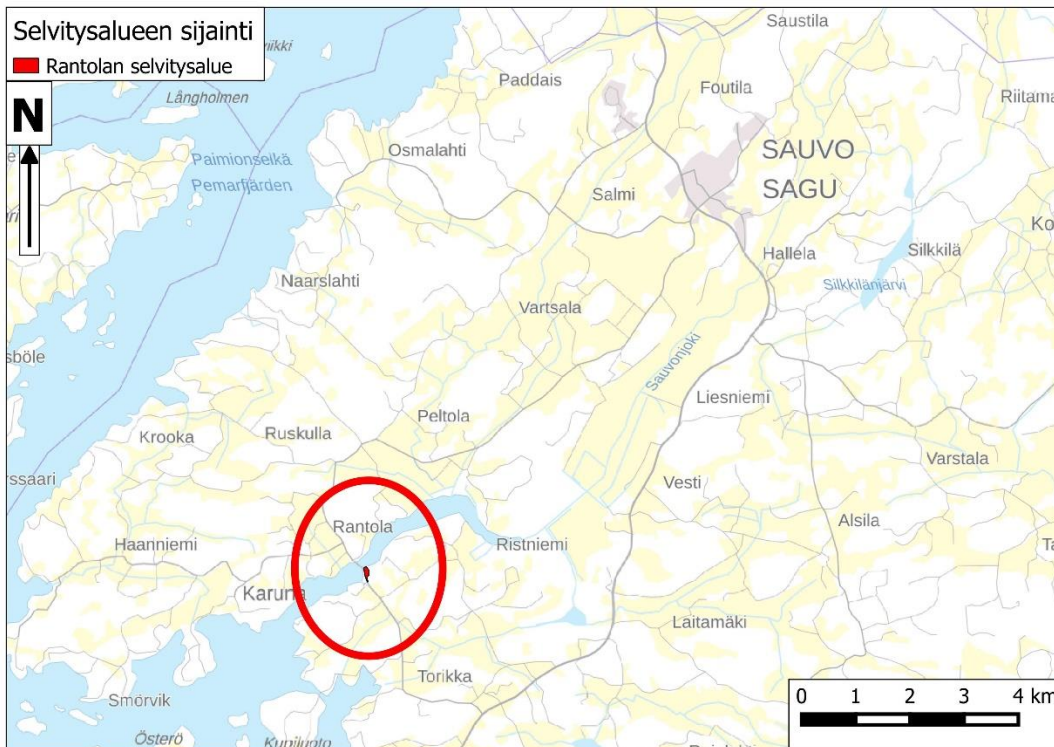 Selvitysalueen sijainti
Rantolan selvitysalue
N
Långholmen
Paimionselkä
Pemarfjärden
Saustila
Paddais
Foutila
Osmalahti
SAUVO
SAGU
Salmi
Hallela
Silkkilä
Silkkilänjärvi
Naarslahti
Vartsala
Sauvonjoki
Liesniemi
Peltola
Krooka
Ruskulla
Varstala
Vesti
Rantola
Alsila
Haanniemi
Ristniemi
Karuna
Laitamäki
Torikka
Smörvik
Österö
0 1 2 3 4 km